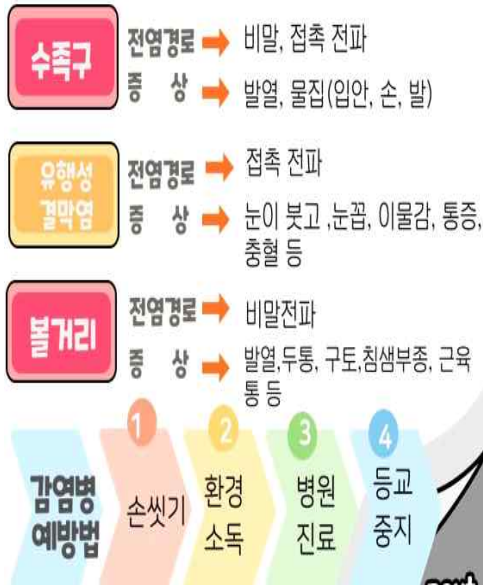 수족구
전염경로 ➡ 비말, 접촉 전파
증 상 ➡ 발열, 물집(입안, 손, 발)
유행성
결막염
전염경로 ➡ 접촉 전파
증 상 ➡ 눈이 붓고 ,눈꼽, 이물감, 통증,
충혈 등
볼거리
전염경로 ➡ 비말전파
증 상 ➡ 발열,두통, 구토,침샘부종, 근육
통 등
감염병
예방법
1
손씻기
2
환경
소독
3
병원
진료
4
등교
중지